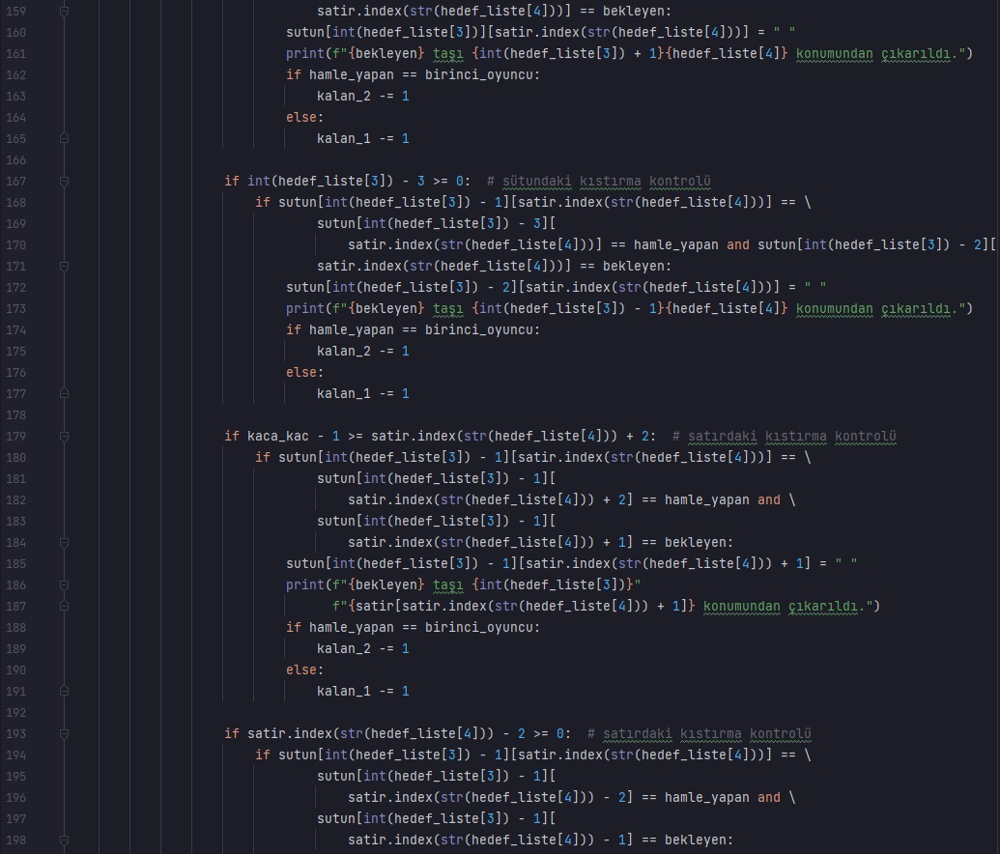 159 satir.index(str(hedef_liste[4]))] == bekleyen:
160 sutun[int(hedef_liste[3])][satir.index(str(hedef_liste[4]))] = " "
161 print(f"{bekleyen} taşı {int(hedef_liste[3]) + 1}{hedef_liste[4]} konumundan çıkarıldı.")
162 if hamle_yapan == birinci_oyuncu:
163 kalan_2 -= 1
164 else:
165 kalan_1 -= 1
166
167 if int(hedef_liste[3]) - 3 >= 0:  # sütundaki kıstırma kontrolü
168 if sutun[int(hedef_liste[3]) - 1][satir.index(str(hedef_liste[4]))] == \
169 sutun[int(hedef_liste[3]) - 3][
170 satir.index(str(hedef_liste[4]))] == hamle_yapan and sutun[int(hedef_liste[3]) - 2][
171 satir.index(str(hedef_liste[4]))] == bekleyen:
172 sutun[int(hedef_liste[3]) - 2][satir.index(str(hedef_liste[4]))] = " "
173 print(f"{bekleyen} taşı {int(hedef_liste[3]) - 1}{hedef_liste[4]} konumundan çıkarıldı.")
174 if hamle_yapan == birinci_oyuncu:
175 kalan_2 -= 1
176 else:
177 kalan_1 -= 1
178
179 if kaca_kac - 1 >= satir.index(str(hedef_liste[4])) + 2:  # satırdaki kıstırma kontrolü
180 if sutun[int(hedef_liste[3]) - 1][satir.index(str(hedef_liste[4]))] == \
181 sutun[int(hedef_liste[3]) - 1][
182 satir.index(str(hedef_liste[4])) + 2] == hamle_yapan and \
183 sutun[int(hedef_liste[3]) - 1][
184 satir.index(str(hedef_liste[4])) + 1] == bekleyen:
185 sutun[int(hedef_liste[3]) - 1][satir.index(str(hedef_liste[4])) + 1] = " "
186 print(f"{bekleyen} taşı {int(hedef_liste[3])}"
187 f"{satir[satir.index(str(hedef_liste[4])) + 1]} konumundan çıkarıldı.")
188 if hamle_yapan == birinci_oyuncu:
189 kalan_2 -= 1
190 else:
191 kalan_1 -= 1
192
193 if satir.index(str(hedef_liste[4])) - 2 >= 0:  # satırdaki kıstırma kontrolü
194 if sutun[int(hedef_liste[3]) - 1][satir.index(str(hedef_liste[4]))] == \
195 sutun[int(hedef_liste[3]) - 1][
196 satir.index(str(hedef_liste[4])) - 2] == hamle_yapan and \
197 sutun[int(hedef_liste[3]) - 1][
198 satir.index(str(hedef_liste[4])) - 1] == bekleyen: